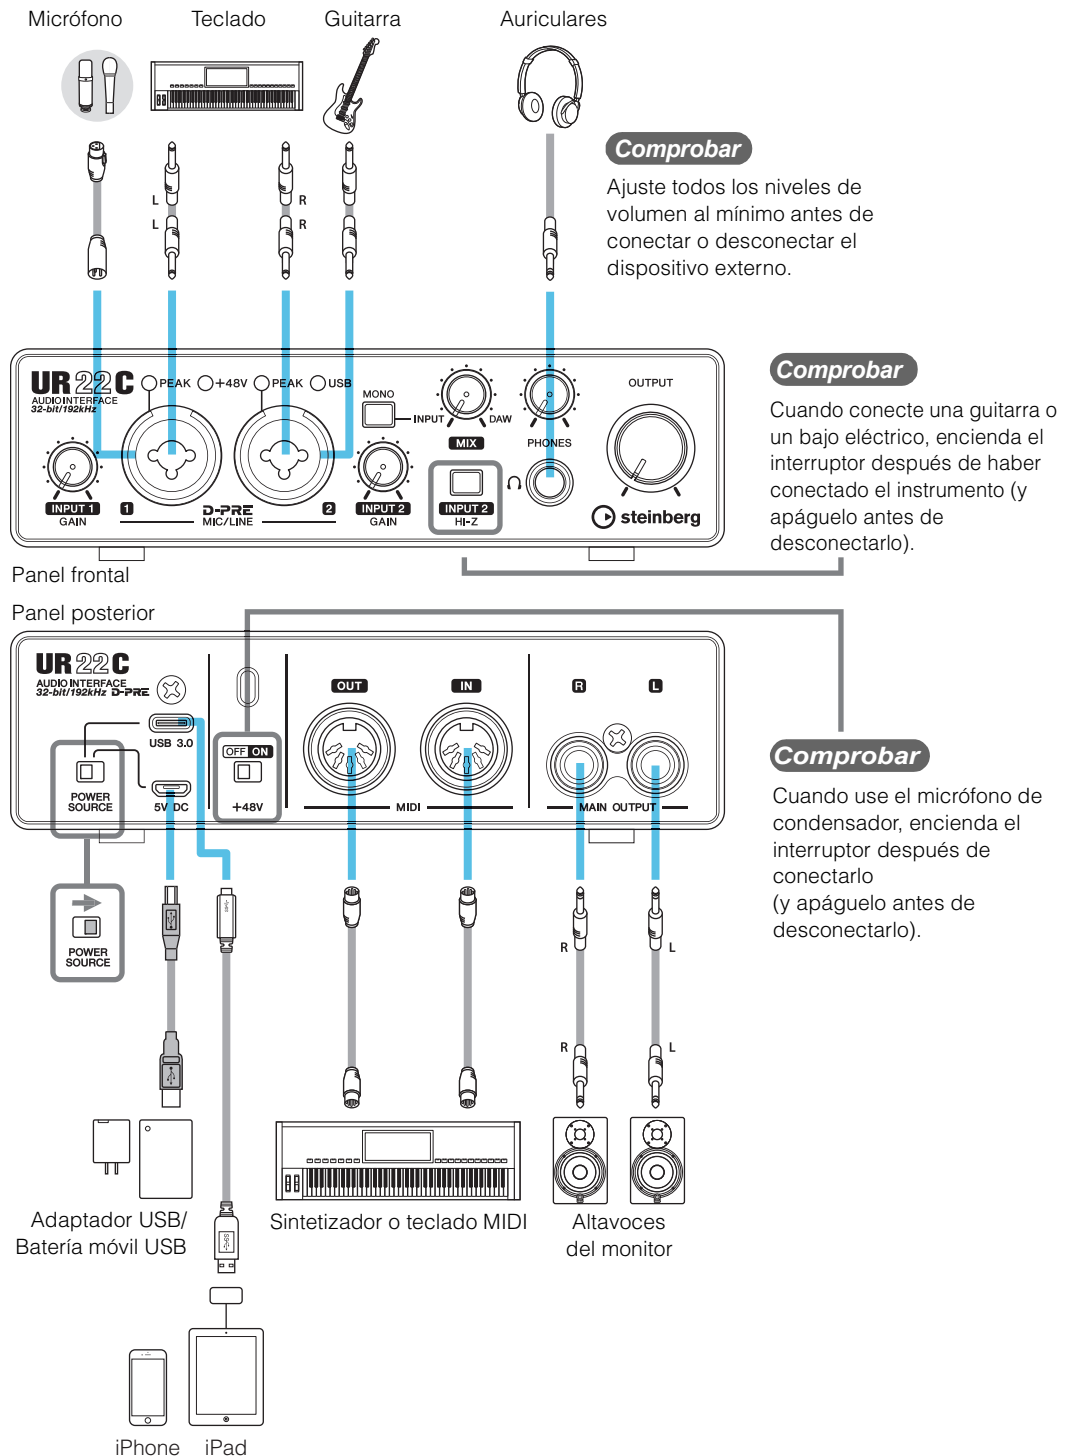 Micrófono
Teclado
Guitarra
Auriculares
L
R
L
R
Comprobar
Ajuste todos los niveles de
volumen al mínimo antes de
conectar o desconectar el
dispositivo externo.
UR22C
AUDIO INTERFACE
32-bit/192kHz
PEAK
+48V
PEAK
USB
MONO
INPUT
DAW
MIX
PHONES
OUTPUT
INPUT 1
GAIN
1
D-PRE
MIC/LINE
2
INPUT 2
GAIN
INPUT 2
HI-Z
steinberg
Comprobar
Cuando conecte una guitarra o
un bajo eléctrico, encienda el
interruptor después de haber
conectado el instrumento (y
apáguelo antes de
desconectarlo).
Panel frontal
Panel posterior
UR22C
AUDIO INTERFACE
32-bit/192kHz D-PRE
USB 3.0
POWER
SOURCE
5V DC
OFF ON
+48V
OUT
IN
MIDI
R
L
MAIN OUTPUT
Comprobar
Cuando use el micrófono de
condensador, encienda el
interruptor después de
conectarlo
(y apáguelo antes de
desconectarlo).
POWER
SOURCE
R
L
R
L
Adaptador USB/
Batería móvil USB
Sintetizador o teclado MIDI
Altavoces
del monitor
iPhone
iPad